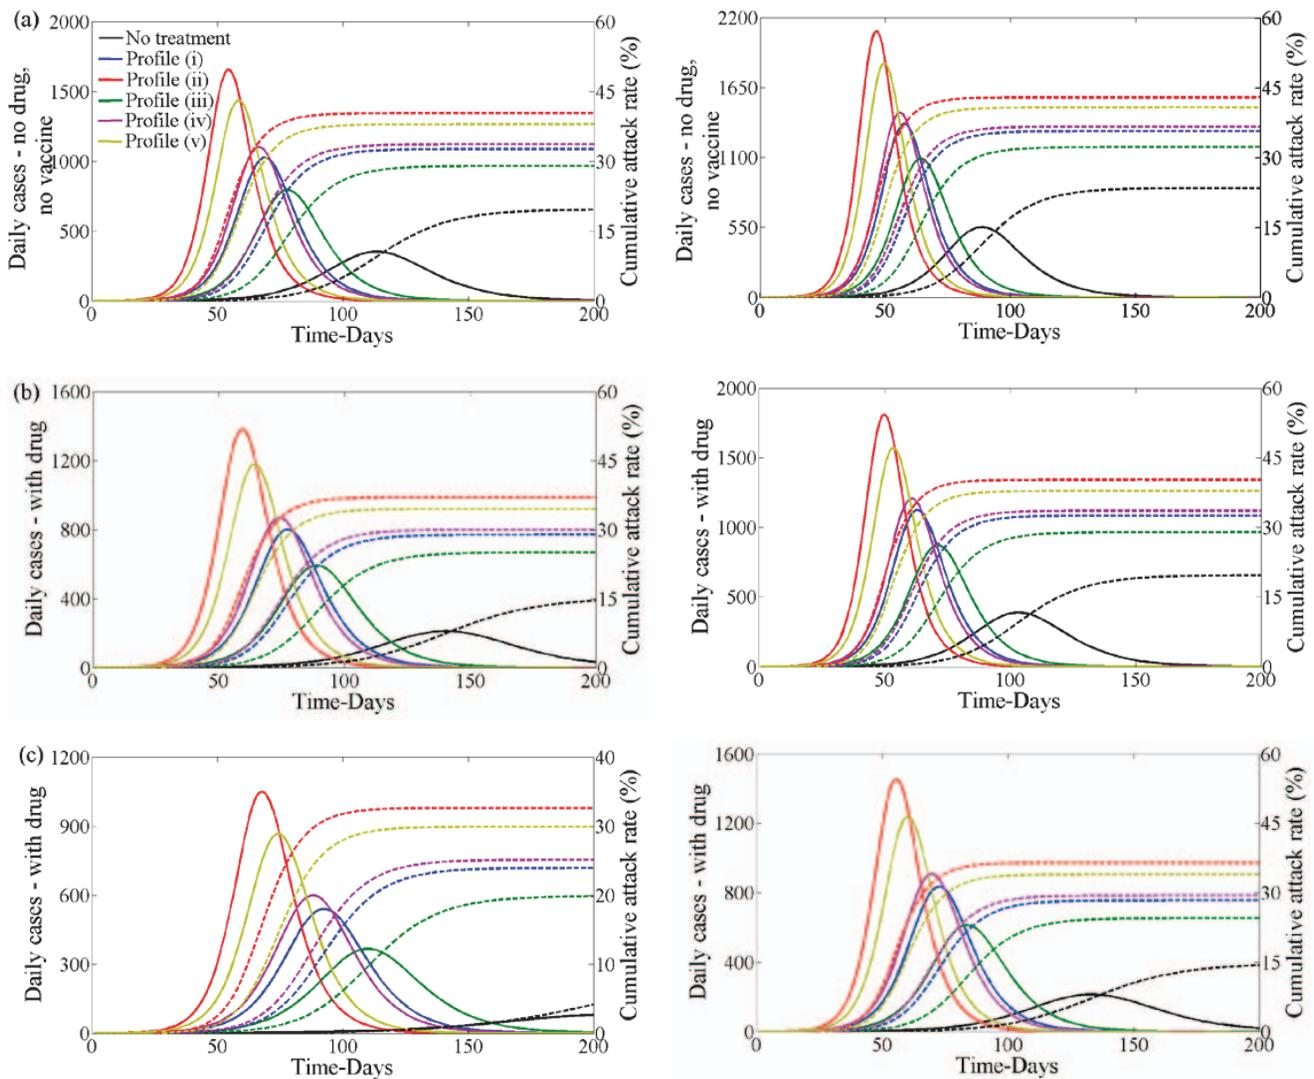 (a)
2000
1500
1000
500
0
60
45
30
15
0
0 50 100 150 200
Daily cases - no drug,
no vaccine
Cumulative attack rate (%)
Time-Days
No treatment
Profile (i)
Profile (ii)
Profile (iii)
Profile (iv)
Profile (v)
2200
1650
1100
550
0
60
45
30
15
0
0 50 100 150 200
Daily cases - no drug,
no vaccine
Cumulative attack rate (%)
Time-Days
(b)
1600
1200
800
400
0
60
45
30
15
0
0 50 100 150 200
Daily cases - with drug
Cumulative attack rate (%)
Time-Days
2000
1500
1000
500
0
60
45
30
15
0
0 50 100 150 200
Daily cases - with drug
Cumulative attack rate (%)
Time-Days
(c)
1200
900
600
300
0
40
30
20
10
0
0 50 100 150 200
Daily cases - with drug
Cumulative attack rate (%)
Time-Days
1600
1200
800
400
0
60
45
30
15
0
0 50 100 150 200
Daily cases - with drug
Cumulative attack rate (%)
Time-Days